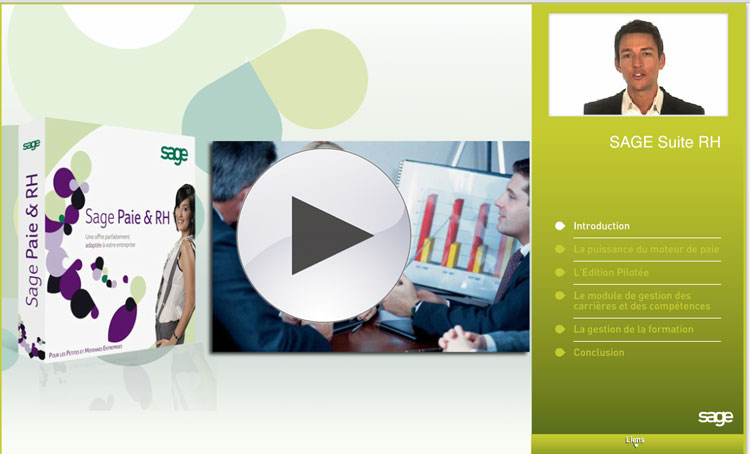 sage
Sage Paie & RH
sage
Sage Paie & RH
Une offre parfaitement
adaptée à votre entreprise
Pour les Petites et Moyennes Entreprises
SAGE Suite RH
Introduction
La puissance du moteur de paie
L'Edition Pilotée
Le module de gestion des
carrières et des compétences
La gestion de la formation
Conclusion
sage
Liens